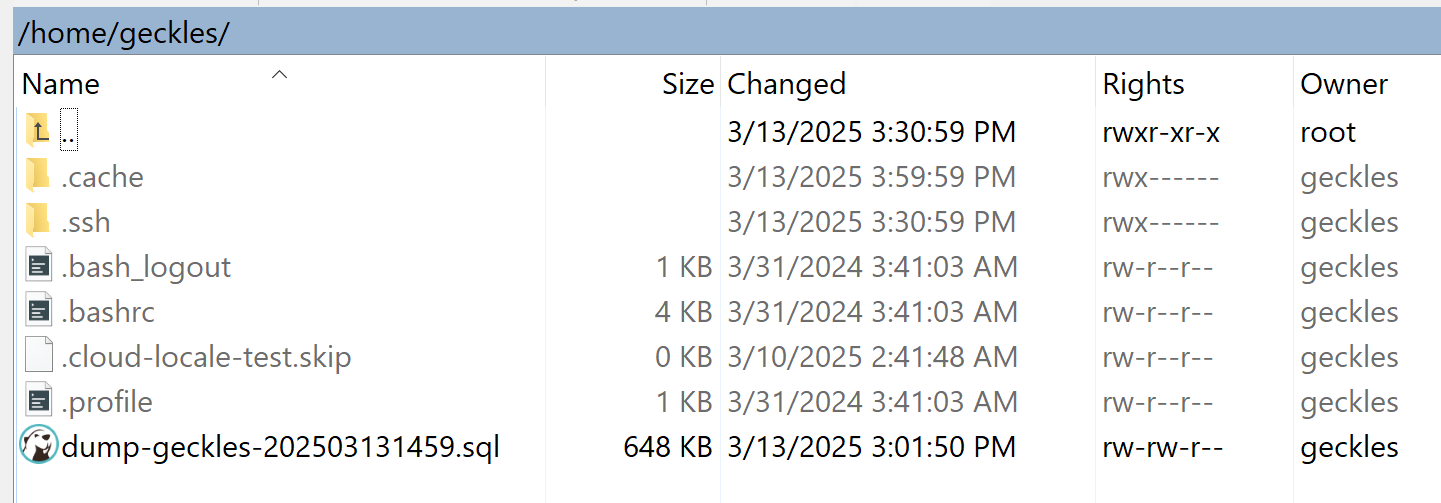 /home/geckles/
Name Size Changed Rights Owner
.. 3/13/2025 3:30:59 PM rwxr-xr-x root
.cache 3/13/2025 3:59:59 PM rwx------ geckles
.ssh 3/13/2025 3:30:59 PM rwx------ geckles
.bash_logout 1 KB 3/31/2024 3:41:03 AM rw-r--r-- geckles
.bashrc 4 KB 3/31/2024 3:41:03 AM rw-r--r-- geckles
.cloud-locale-test.skip 0 KB 3/10/2025 2:41:48 AM rw-r--r-- geckles
.profile 1 KB 3/31/2024 3:41:03 AM rw-r--r-- geckles
dump-geckles-202503131459.sql 648 KB 3/13/2025 3:01:50 PM rw-rw-r-- geckles